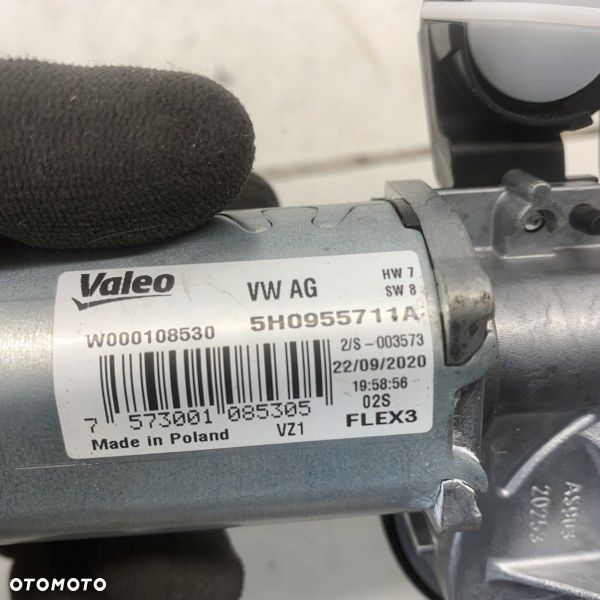 Valeo
VW AG
HW 7
SW 8
W000108530
5H0955711A
2/S -003573
22/09/2020
19:58:56
02S
7 573001 085305
VZ1
FLEX3
Made in Poland
OTOMOTO